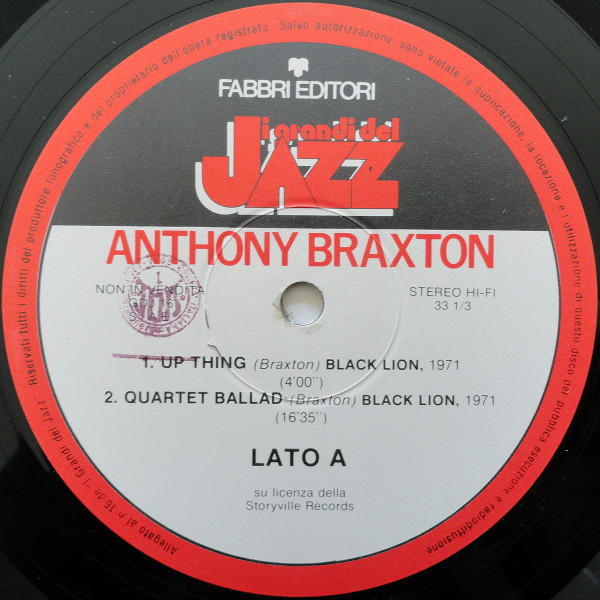 FABBRI EDITORI
i grandi del
JAZZ
ANTHONY BRAXTON
NON IN VENDITA
STEREO HI-FI
33 1/3
1. UP THING (Braxton) BLACK LION, 1971
(4'00'')
2. QUARTET BALLAD (Braxton) BLACK LION, 1971
(16'35'')
LATO A
su licenza della
Storyville Records
Allegato al n 16 de "I Grandi del Jazz Riservati tutti i diritti del produttore fonografico e del proprietario dell'opera registrata. Salvo autorizzazione, sono vietate la duplicazione, la locazione e l'utilizzazione di questo disco per pubblica esecuzione e radiodiffusione